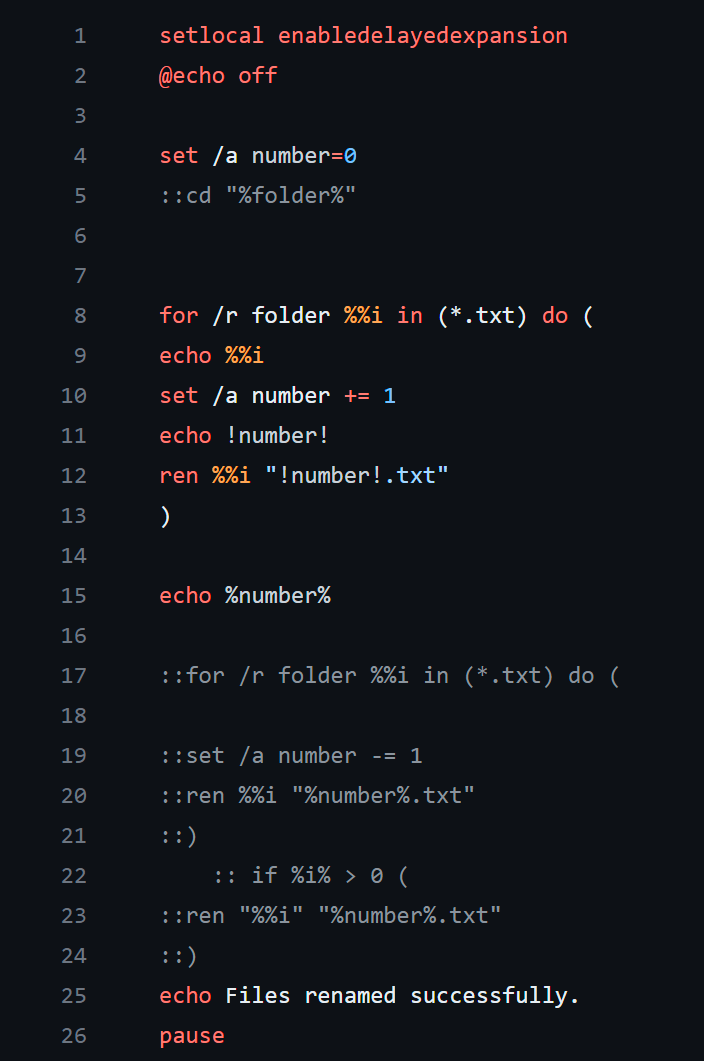 1 setlocal enabledelayedexpansion
2 @echo off
3
4 set /a number=0
5 ::cd "%folder%"
6
7
8 for /r folder %%i in (*.txt) do (
9 echo %%i
10 set /a number += 1
11 echo !number!
12 ren %%i "!number!.txt"
13 )
14
15 echo %number%
16
17 ::for /r folder %%i in (*.txt) do (
18
19 ::set /a number -= 1
20 ::ren %%i "%number%.txt"
21 ::)
22     :: if %i% > 0 (
23 ::ren "%%i" "%number%.txt"
24 ::)
25 echo Files renamed successfully.
26 pause